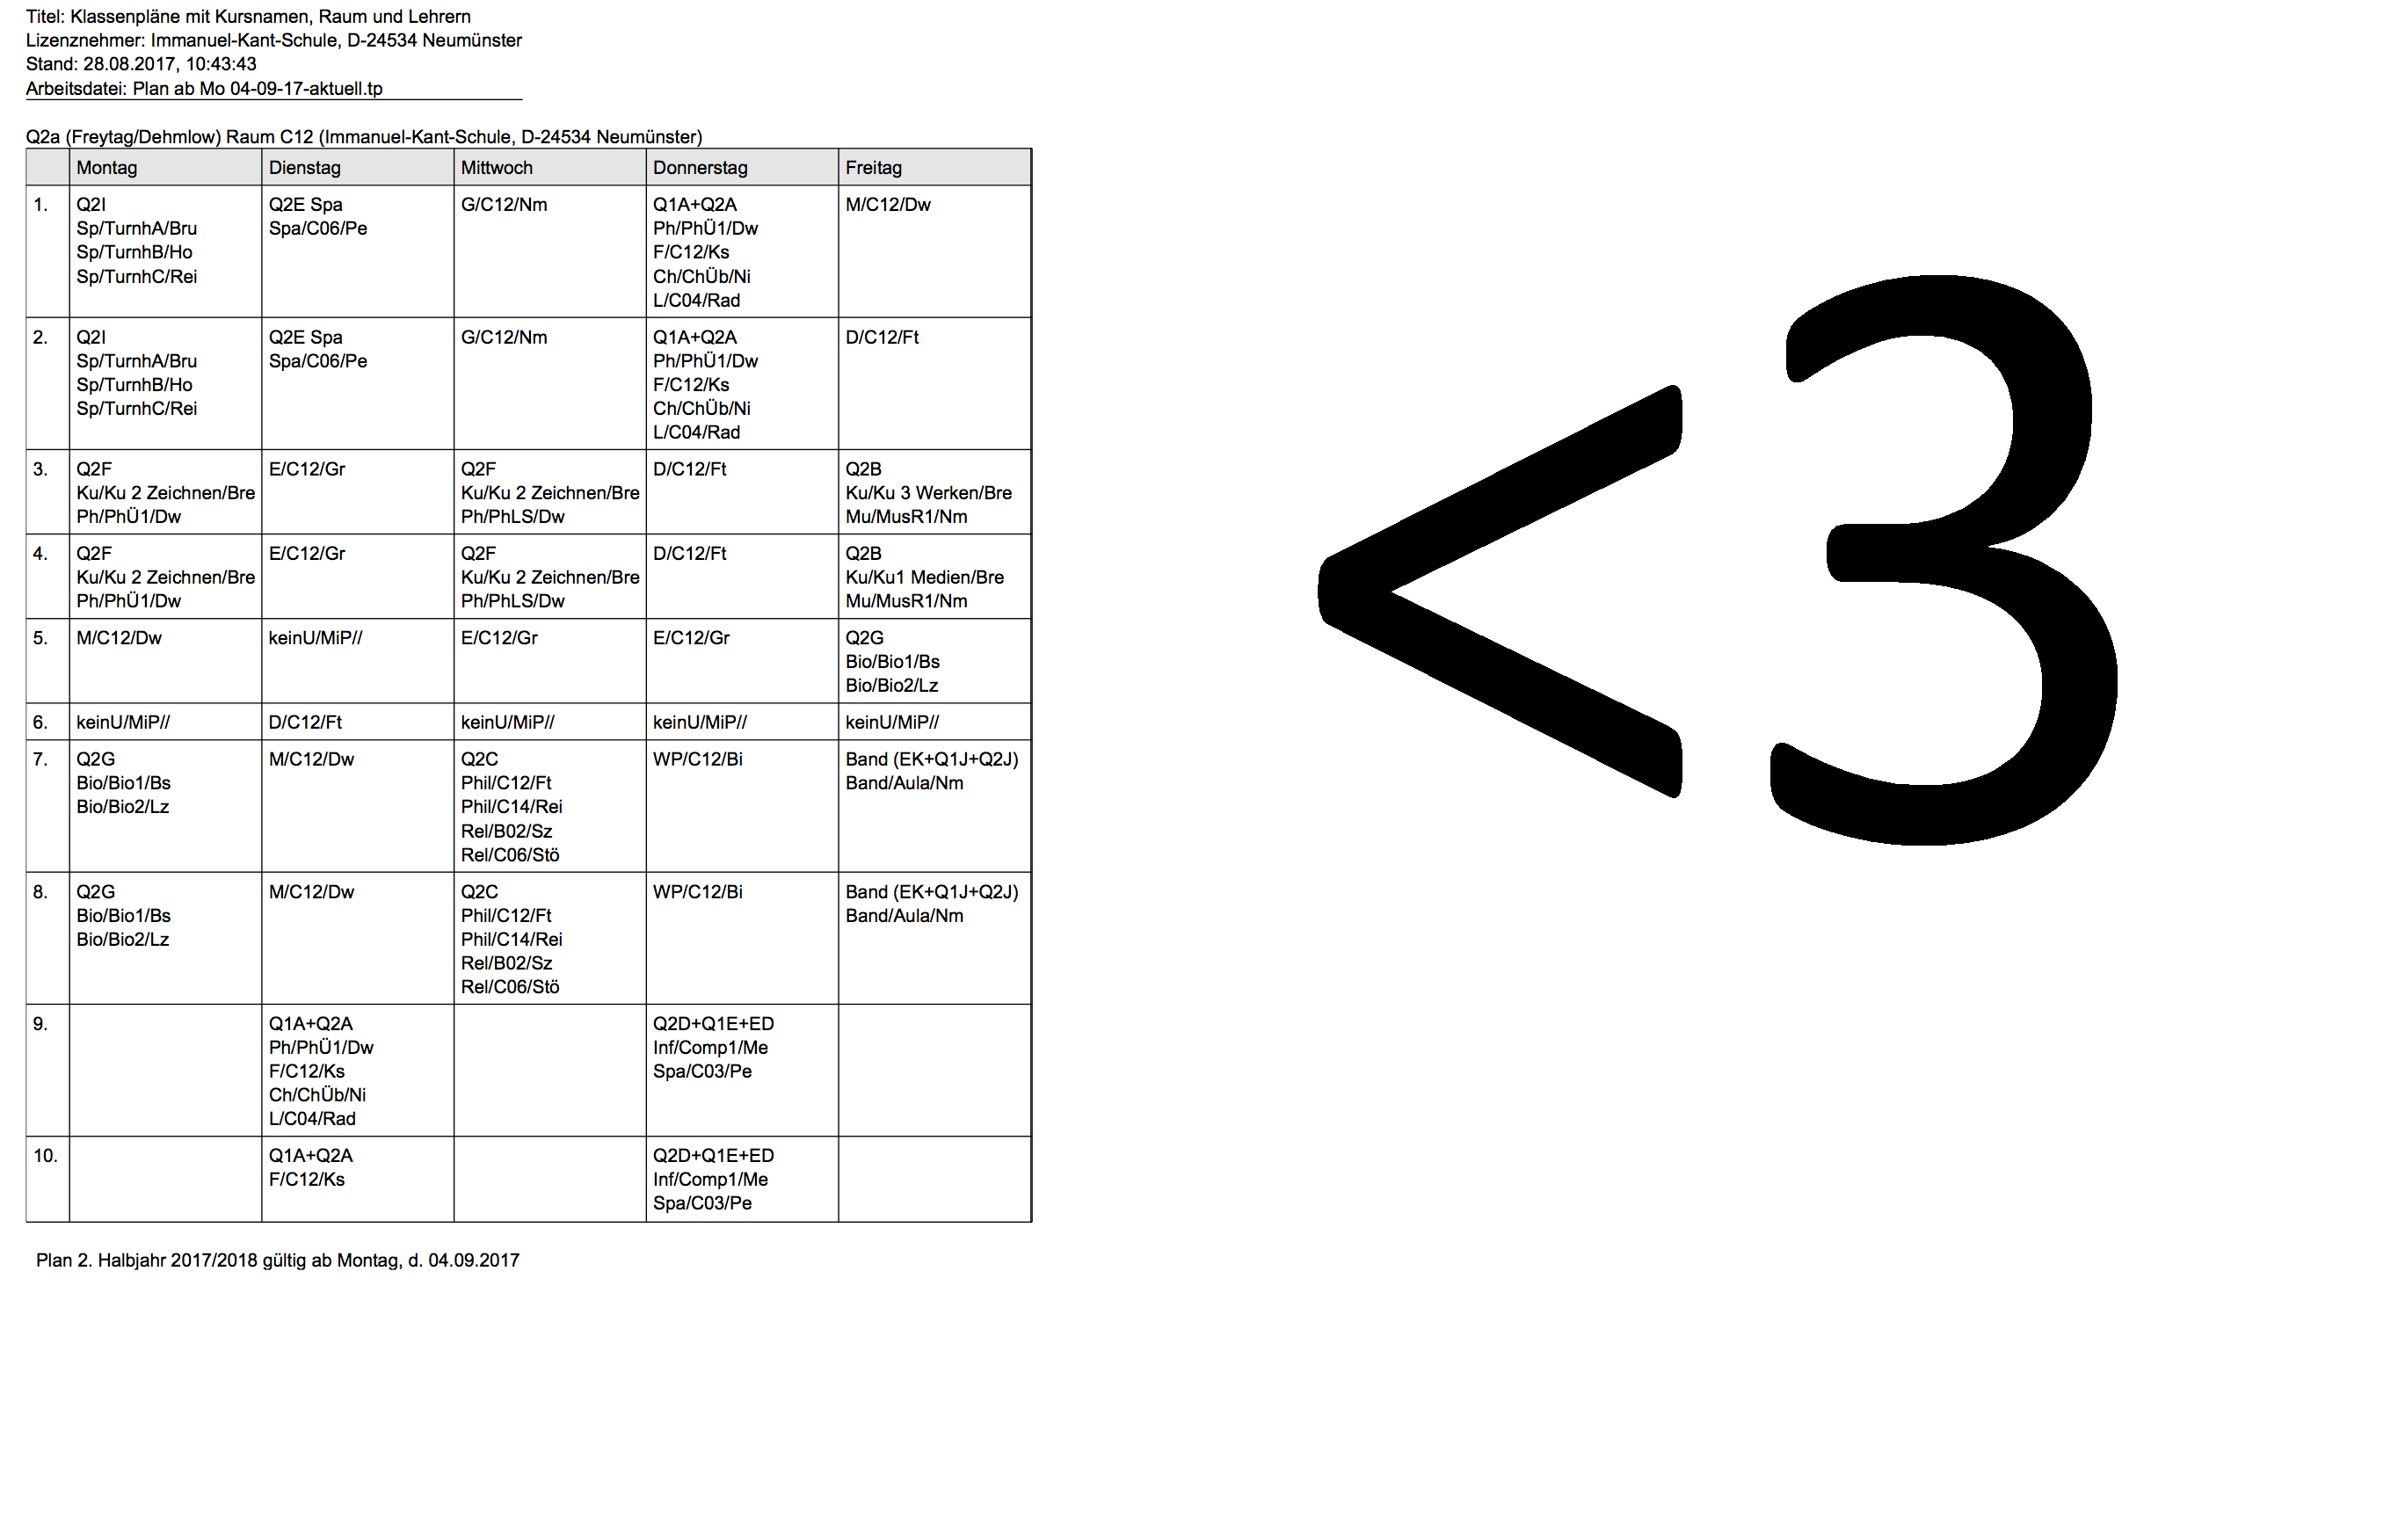 Titel: Klassenpläne mit Kursnamen, Raum und Lehrern
Lizenznehmer: Immanuel-Kant-Schule, D-24534 Neumünster
Stand: 28.08.2017, 10:43:43
Arbeitsdatei: Plan ab Mo 04-09-17-aktuell.tp
Q2a (Freytag/Dehmlow) Raum C12 (Immanuel-Kant-Schule, D-24534 Neumünster)
Montag Dienstag Mittwoch Donnerstag Freitag
1. Q2I Q2E Spa G/C12/Nm Q1A+Q2A M/C12/Dw
Sp/TurnhA/Bru Spa/C06/Pe Ph/PhÜ1/Dw
Sp/TurnhB/Ho F/C12/Ks
Sp/TurnhC/Rei Ch/ChÜb/Ni
L/C04/Rad
2. Q2I Q2E Spa G/C12/Nm Q1A+Q2A D/C12/Ft
Sp/TurnhA/Bru Spa/C06/Pe Ph/PhÜ1/Dw
Sp/TurnhB/Ho F/C12/Ks
Sp/TurnhC/Rei Ch/ChÜb/Ni
L/C04/Rad
3. Q2F E/C12/Gr Q2F D/C12/Ft Q2B
Ku/Ku 2 Zeichnen/Bre Ku/Ku 2 Zeichnen/Bre Ku/Ku 3 Werken/Bre
Ph/PhÜ1/Dw Ph/PhLS/Dw Mu/MusR1/Nm
4. Q2F E/C12/Gr Q2F D/C12/Ft Q2B
Ku/Ku 2 Zeichnen/Bre Ku/Ku 2 Zeichnen/Bre Ku/Ku1 Medien/Bre
Ph/PhÜ1/Dw Ph/PhLS/Dw Mu/MusR1/Nm
5. M/C12/Dw keinU/MiP// E/C12/Gr E/C12/Gr Q2G
Bio/Bio1/Bs
Bio/Bio2/Lz
6. keinU/MiP// D/C12/Ft keinU/MiP// keinU/MiP// keinU/MiP//
7. Q2G M/C12/Dw Q2C WP/C12/Bi Band (EK+Q1J+Q2J)
Bio/Bio1/Bs Phil/C12/Ft Band/Aula/Nm
Bio/Bio2/Lz Phil/C14/Rei
Rel/B02/Sz
Rel/C06/Stö
8. Q2G M/C12/Dw Q2C WP/C12/Bi Band (EK+Q1J+Q2J)
Bio/Bio1/Bs Phil/C12/Ft Band/Aula/Nm
Bio/Bio2/Lz Phil/C14/Rei
Rel/B02/Sz
Rel/C06/Stö
9. Q1A+Q2A Q2D+Q1E+ED
Ph/PhÜ1/Dw Inf/Comp1/Me
F/C12/Ks Spa/C03/Pe
Ch/ChÜb/Ni
L/C04/Rad
10. Q1A+Q2A Q2D+Q1E+ED
F/C12/Ks Inf/Comp1/Me
Spa/C03/Pe
Plan 2. Halbjahr 2017/2018 gültig ab Montag, d. 04.09.2017
<3